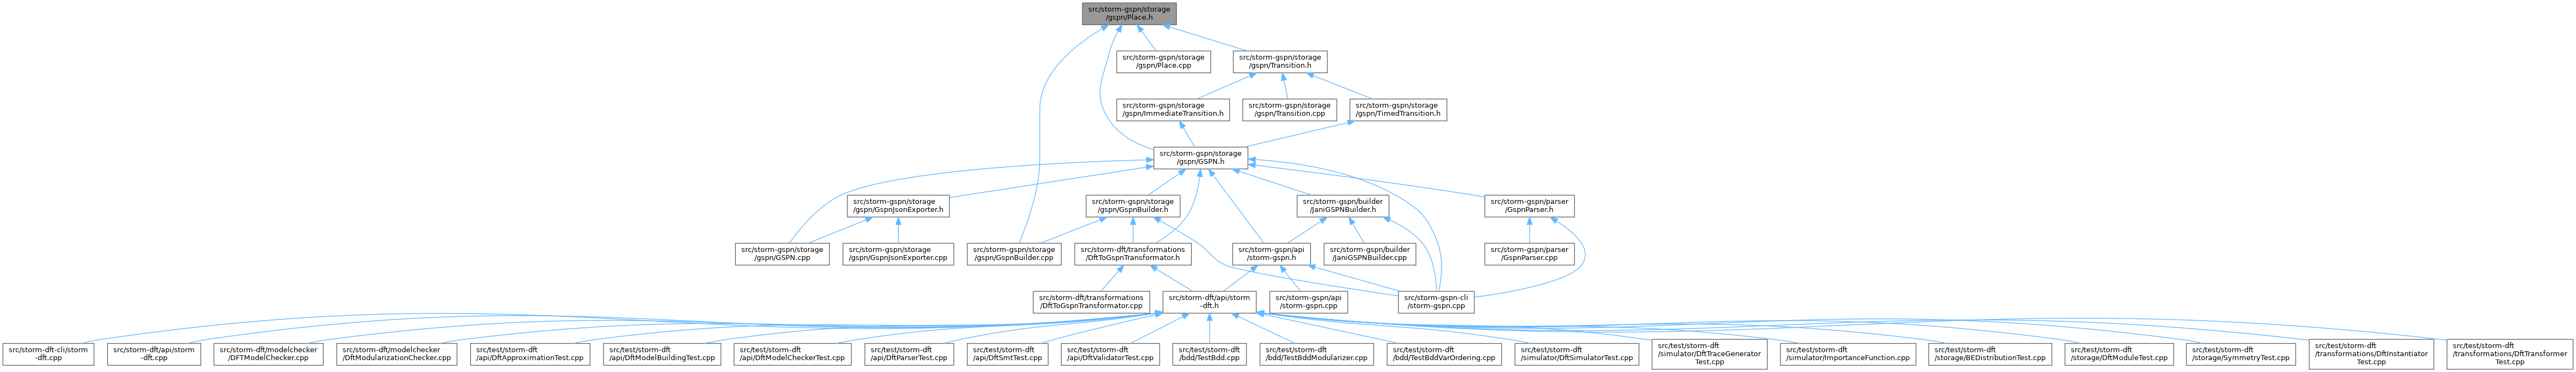 src/storm-gspn/storage
/gspn/Place.h
src/storm-gspn/storage
/gspn/Place.cpp
src/storm-gspn/storage
/gspn/Transition.h
src/storm-gspn/storage
/gspn/ImmediateTransition.h
src/storm-gspn/storage
/gspn/Transition.cpp
src/storm-gspn/storage
/gspn/TimedTransition.h
src/storm-gspn/storage
/gspn/GSPN.h
src/storm-gspn/storage
/gspn/GspnJsonExporter.h
src/storm-gspn/storage
/gspn/GspnBuilder.h
src/storm-gspn/builder
/JaniGSPNBuilder.h
src/storm-gspn/parser
/GspnParser.h
src/storm-gspn/storage
/gspn/GSPN.cpp
src/storm-gspn/storage
/gspn/GspnJsonExporter.cpp
src/storm-gspn/storage
/gspn/GspnBuilder.cpp
src/storm-dft/transformations
/DftToGspnTransformator.h
src/storm-gspn/api
/storm-gspn.h
src/storm-gspn/builder
/JaniGSPNBuilder.cpp
src/storm-gspn/parser
/GspnParser.cpp
src/storm-dft/transformations
/DftToGspnTransformator.cpp
src/storm-dft/api/storm
-dft.h
src/storm-gspn/api
/storm-gspn.cpp
src/storm-gspn-cli
/storm-gspn.cpp
src/storm-dft-cli/storm
-dft.cpp
src/storm-dft/api/storm
-dft.cpp
src/storm-dft/modelchecker
/DFTModelChecker.cpp
src/storm-dft/modelchecker
/DftModularizationChecker.cpp
src/test/storm-dft
/api/DftApproximationTest.cpp
src/test/storm-dft
/api/DftModelBuildingTest.cpp
src/test/storm-dft
/api/DftModelCheckerTest.cpp
src/test/storm-dft
/api/DftParserTest.cpp
src/test/storm-dft
/api/DftSmtTest.cpp
src/test/storm-dft
/api/DftValidatorTest.cpp
src/test/storm-dft
/bdd/TestBdd.cpp
src/test/storm-dft
/bdd/TestBddModularizer.cpp
src/test/storm-dft
/bdd/TestBddVarOrdering.cpp
src/test/storm-dft
/simulator/DftSimulatorTest.cpp
src/test/storm-dft
/simulator/DftTraceGenerator
Test.cpp
src/test/storm-dft
/simulator/ImportanceFunction.cpp
src/test/storm-dft
/storage/BEDistributionTest.cpp
src/test/storm-dft
/storage/DftModuleTest.cpp
src/test/storm-dft
/storage/SymmetryTest.cpp
src/test/storm-dft
/transformations/DftInstantiator
Test.cpp
src/test/storm-dft
/transformations/DftTransformer
Test.cpp